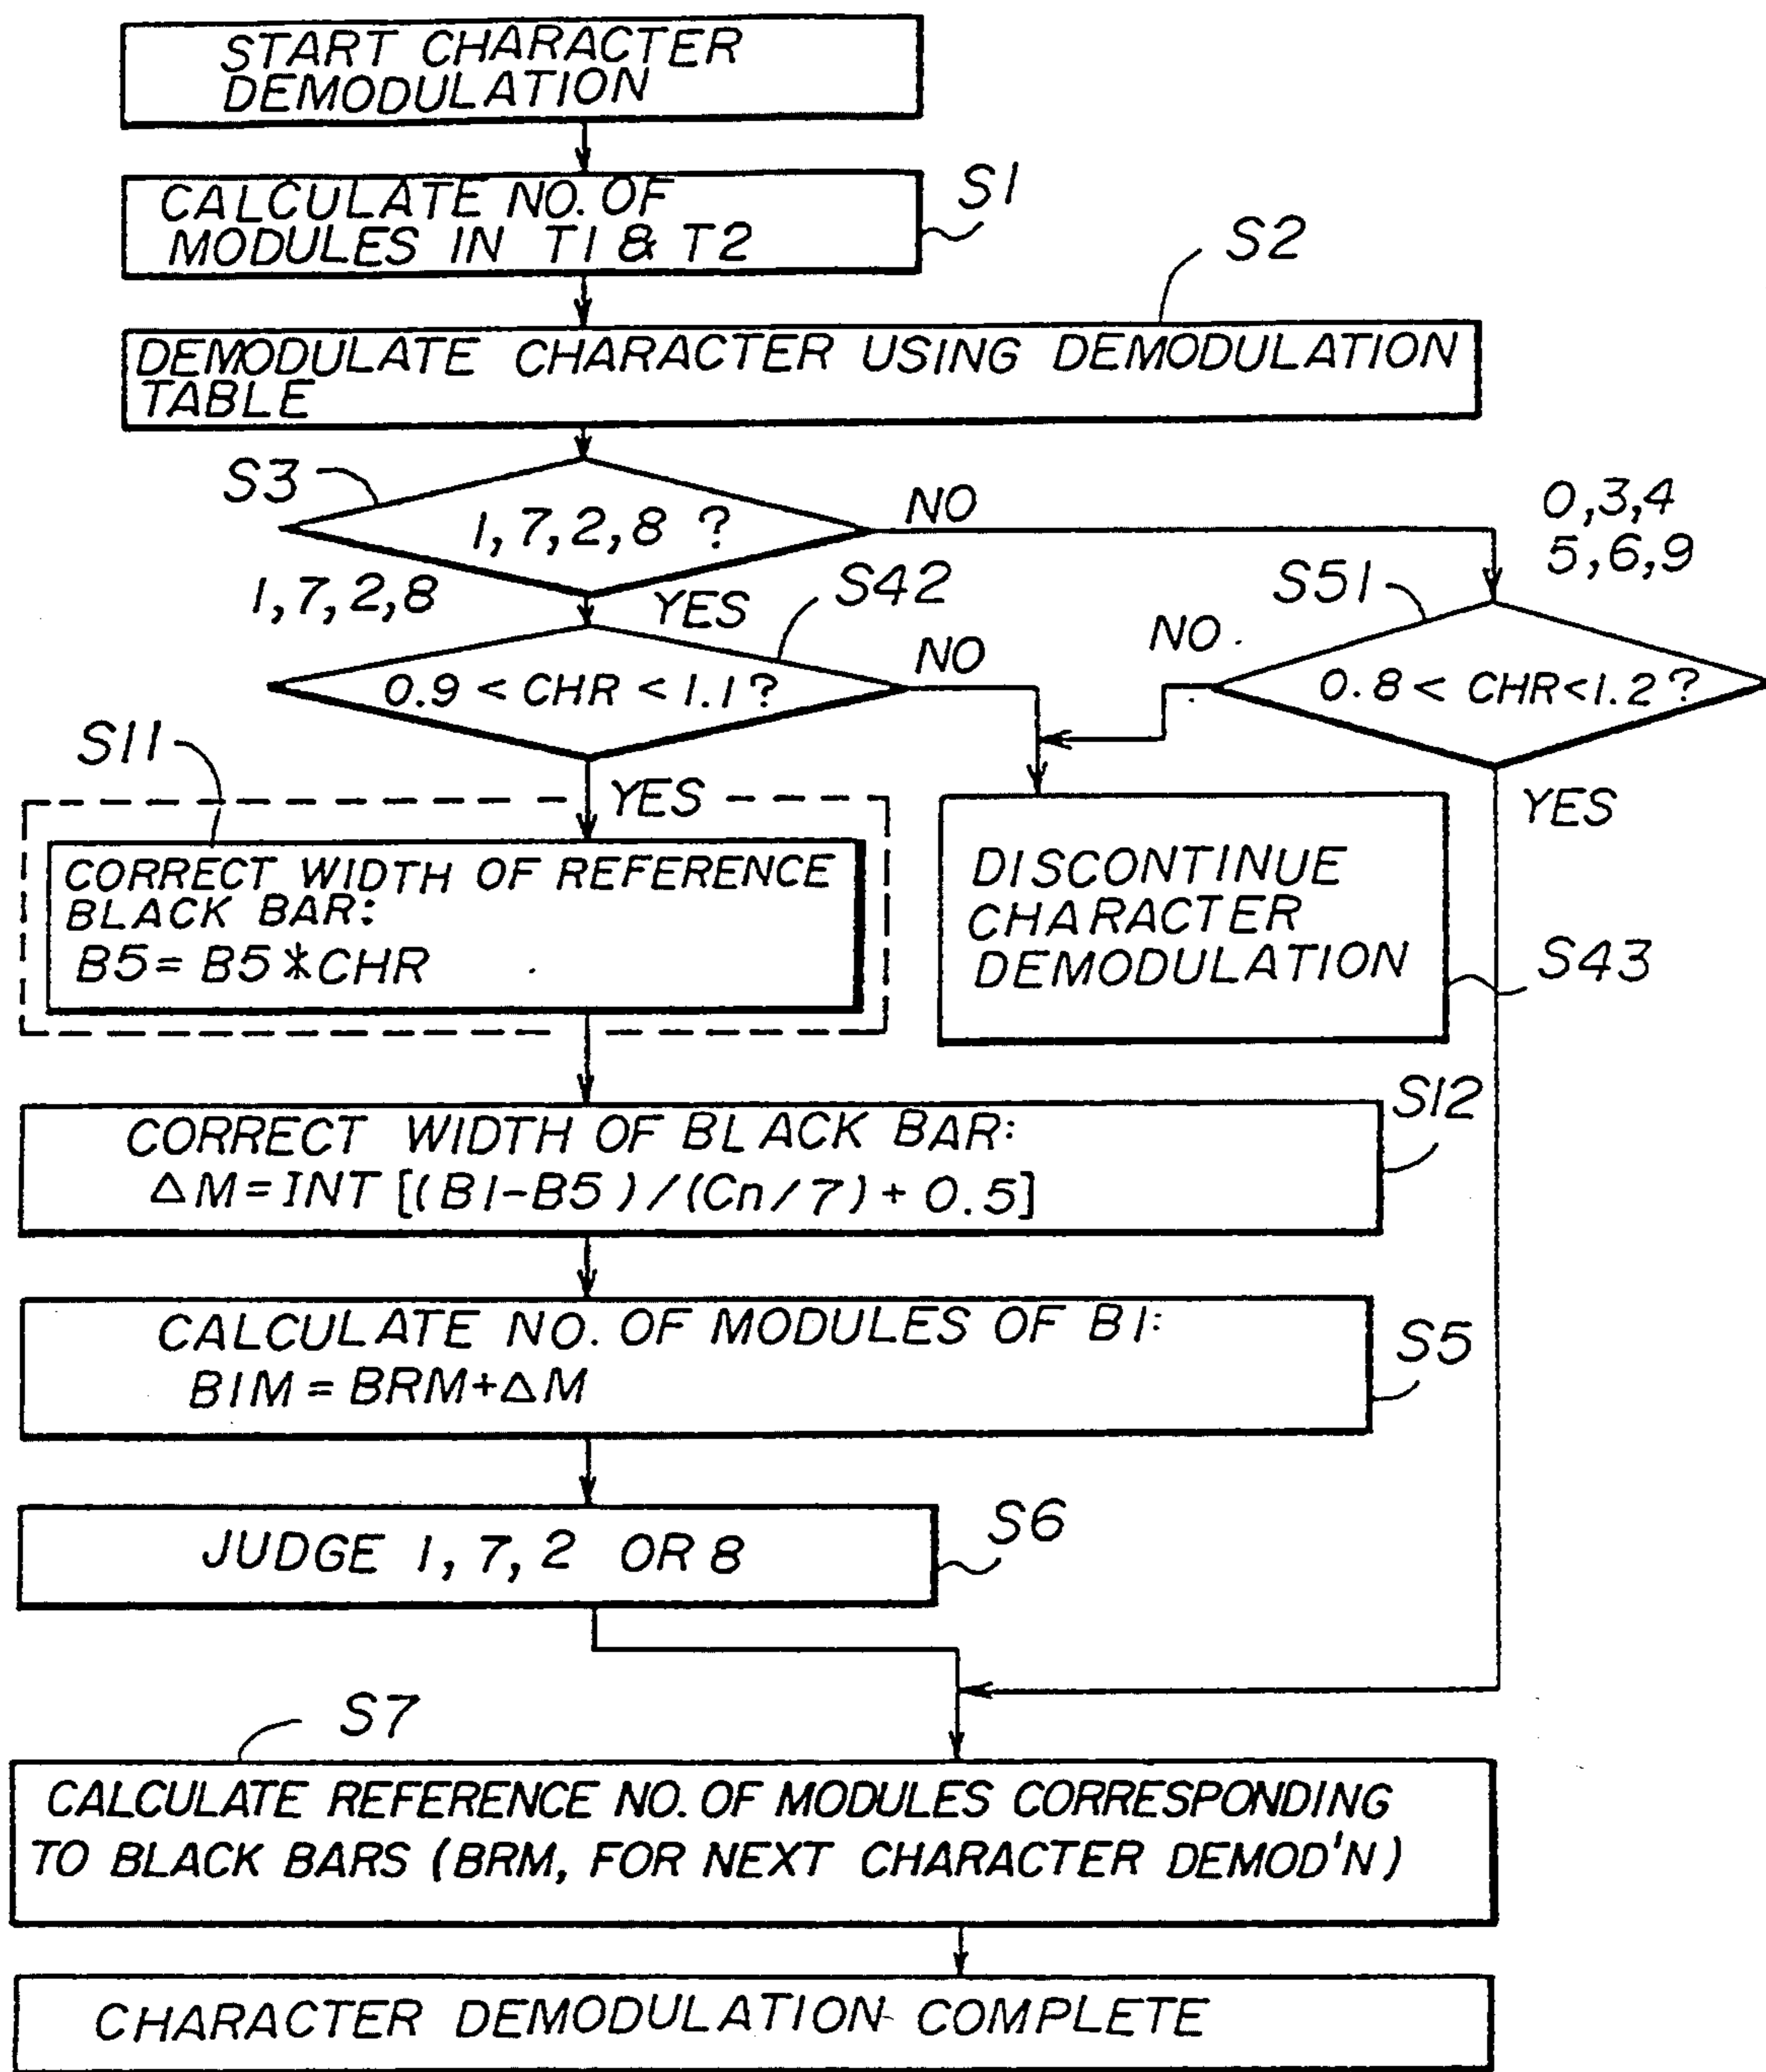 START CHARACTER
DEMODULATION
CALCULATE NO. OF
MODULES IN T1 & T2
S1
S2
DEMODULATE CHARACTER USING DEMODULATION
TABLE
S3
1, 7, 2, 8 ?
NO
0, 3, 4
5, 6, 9
1, 7, 2, 8
YES
S42
S51
NO.
0.9 < CHR < 1.1 ?
NO
0.8 < CHR < 1.2 ?
S11
YES
YES
CORRECT WIDTH OF REFERENCE
BLACK BAR:
B5 = B5 * CHR
DISCONTINUE
CHARACTER
DEMODULATION
S43
S12
CORRECT WIDTH OF BLACK BAR:
ΔM = INT [(B1-B5) / (Cn/7) + 0.5]
CALCULATE NO. OF MODULES OF B1:
B1M = BRM + ΔM
S5
JUDGE 1, 7, 2 OR 8
S6
S7
CALCULATE REFERENCE NO. OF MODULES CORRESPONDING
TO BLACK BARS (BRM, FOR NEXT CHARACTER DEMOD'N)
CHARACTER DEMODULATION COMPLETE